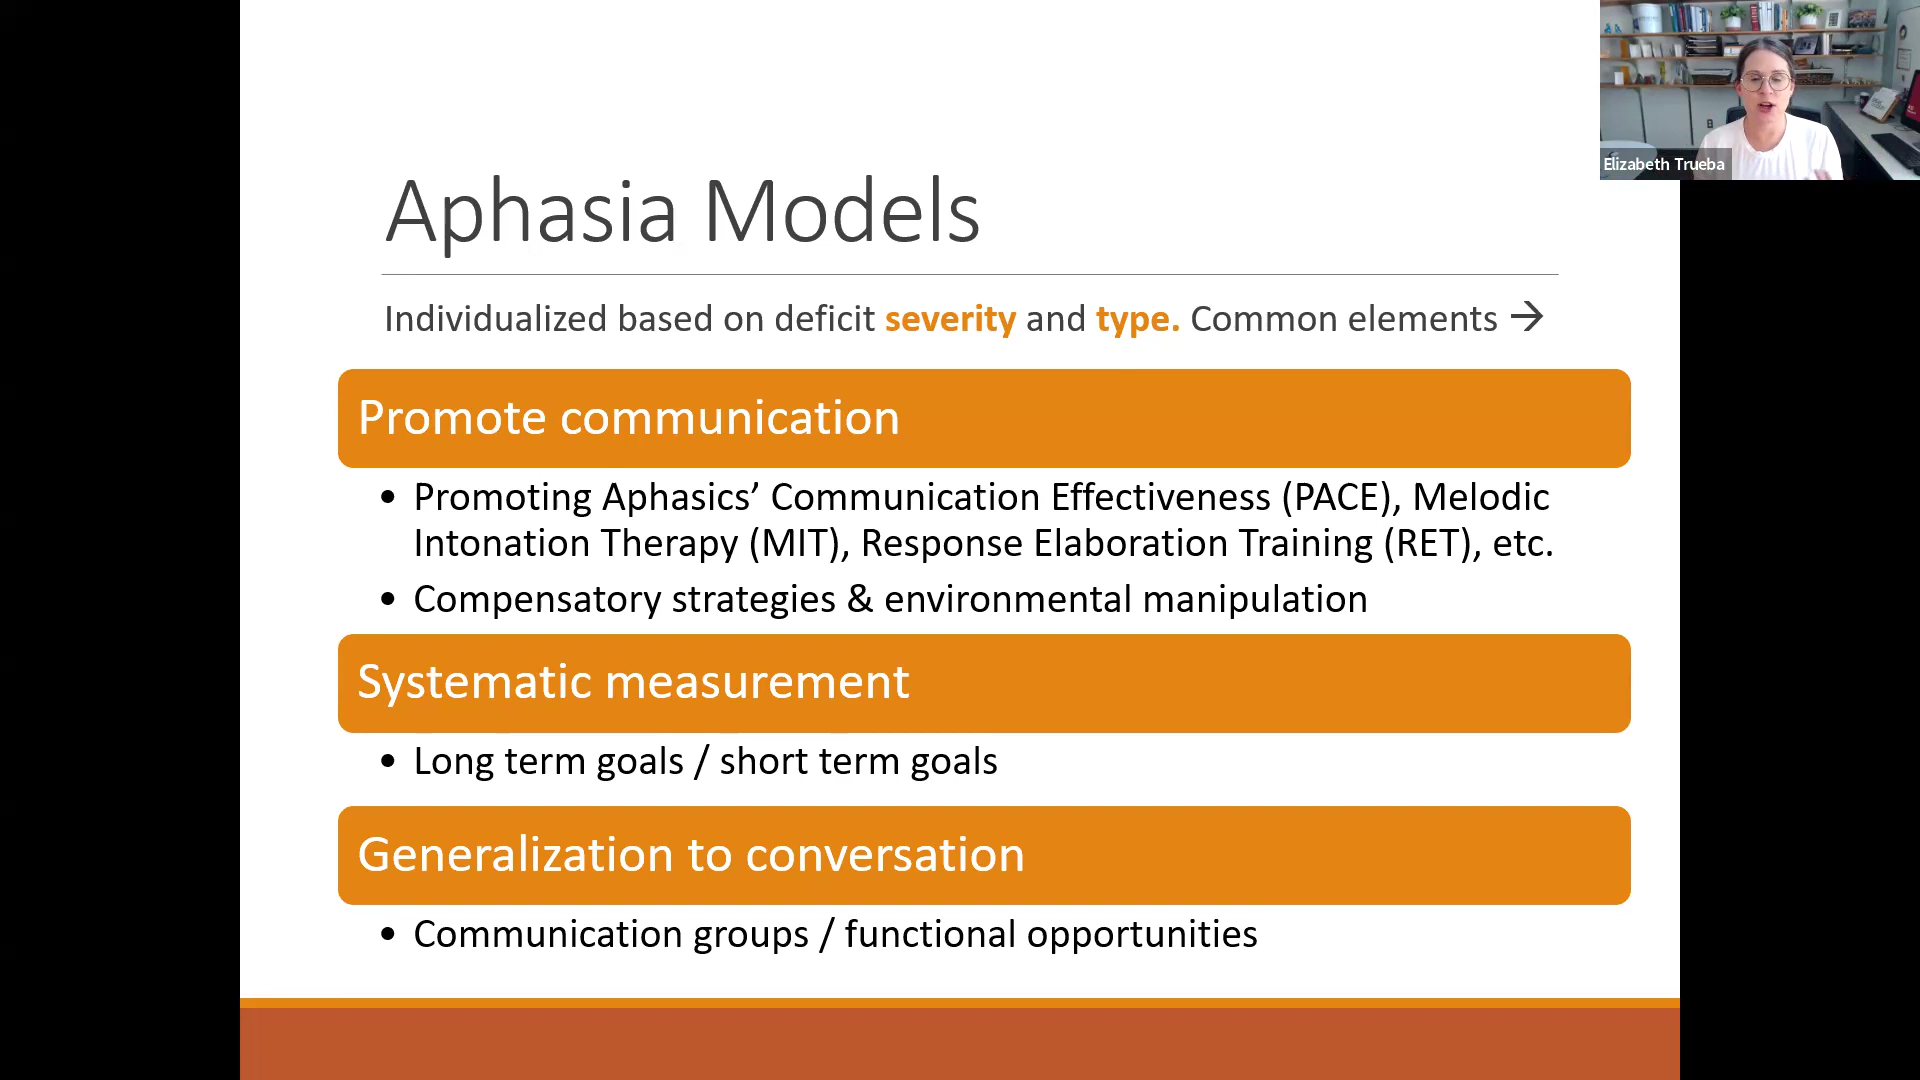 Elizabeth Trueba
Aphasia Models
Individualized based on deficit severity and type. Common elements →
Promote communication
• Promoting Aphasics’ Communication Effectiveness (PACE), Melodic
Intonation Therapy (MIT), Response Elaboration Training (RET), etc.
• Compensatory strategies & environmental manipulation
Systematic measurement
• Long term goals / short term goals
Generalization to conversation
• Communication groups / functional opportunities